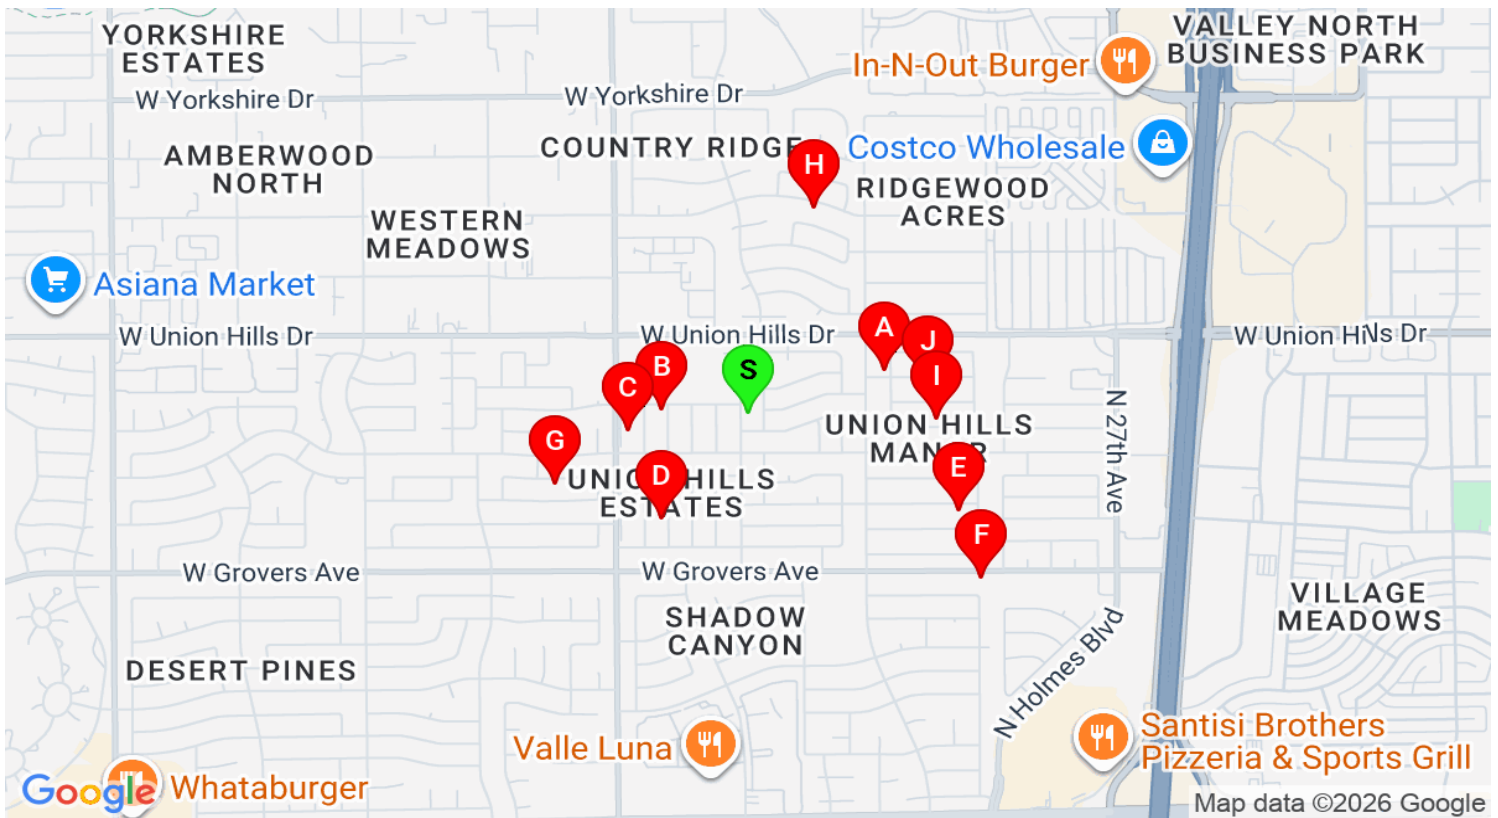 YORKSHIRE
ESTATES
VALLEY NORTH
BUSINESS PARK
In-N-Out Burger
W Yorkshire Dr
W Yorkshire Dr
AMBERWOOD
NORTH
COUNTRY RIDGE
H
Costco Wholesale
RIDGEWOOD
ACRES
WESTERN
MEADOWS
Asiana Market
W Union Hills Dr
W Union Hills Dr
A
J
W Union Hills Dr
B
S
C
I
N 27th Ave
UNION HILLS
MANOR
G
UNION HILLS
ESTATES
D
E
F
W Grovers Ave
W Grovers Ave
SHADOW
CANYON
VILLAGE
MEADOWS
DESERT PINES
N Holmes Blvd
Valle Luna
Santisi Brothers
Pizzeria & Sports Grill
Google
Whataburger
Map data ©2026 Google